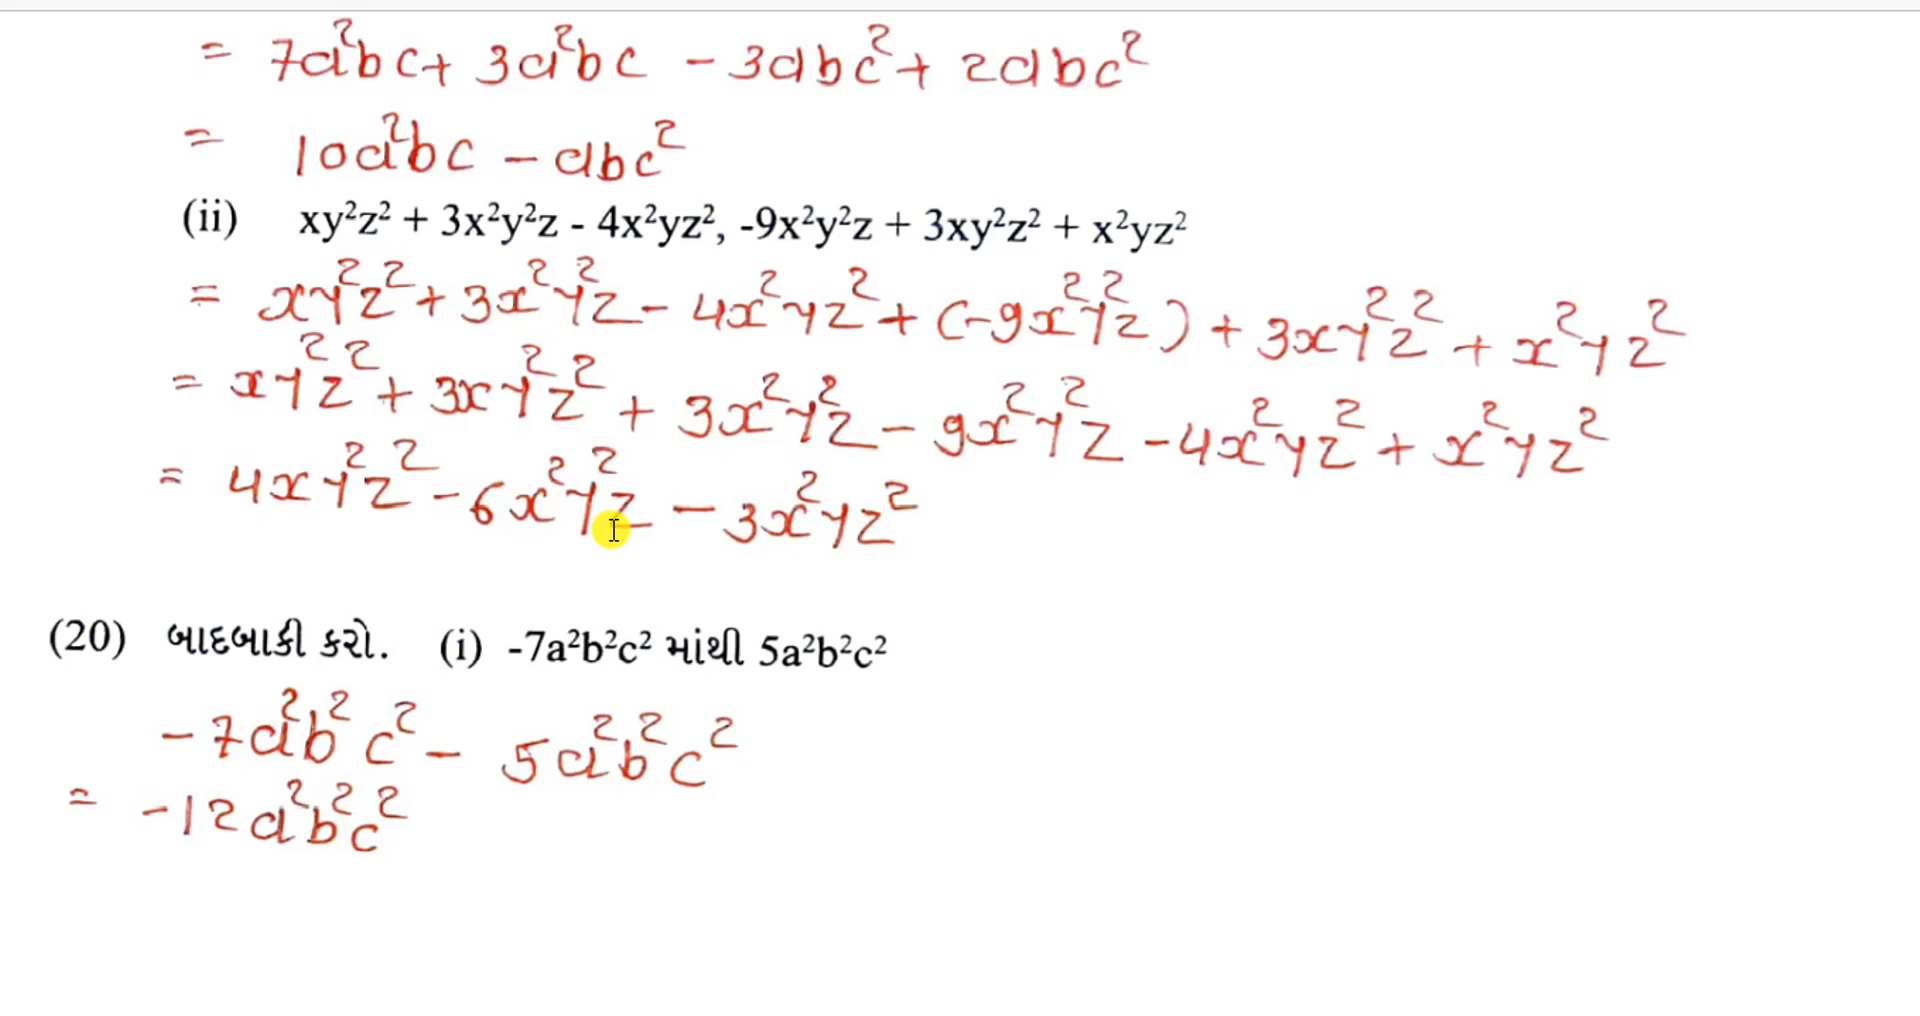 = 7a²bc + 3a²bc - 3abc² + 2abc²
= 10a²bc - abc²
(ii) xy²z² + 3x²y²z - 4x²yz², -9x²y²z + 3xy²z² + x²yz²
= xy²z² + 3x²y²z - 4x²yz² + (-9x²y²z) + 3xy²z² + x²yz²
= xy²z² + 3xy²z² + 3x²y²z - 9x²y²z - 4x²yz² + x²yz²
= 4xy²z² - 6x²y²z - 3x²yz²
(20) બાદબાકી કરો. (i) -7a²b²c² માંથી 5a²b²c²
-7a²b²c² - 5a²b²c²
= -12a²b²c²